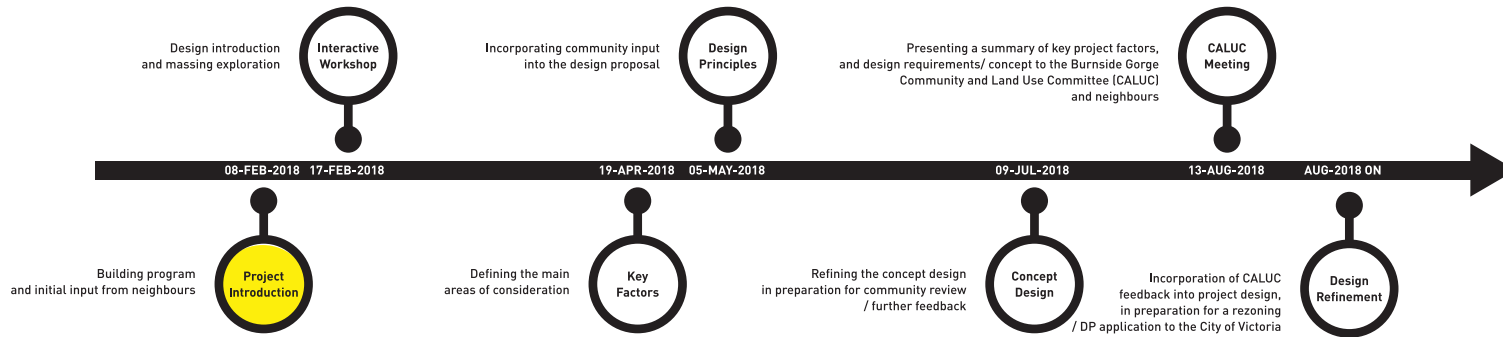 Design introduction
and massing exploration
Interactive
Workshop
Incorporating community input
into the design proposal
Design
Principles
Presenting a summary of key project factors,
and design requirements/ concept to the Burnside Gorge
Community and Land Use Committee (CALUC)
and neighbours
CALUC
Meeting
08-FEB-2018 17-FEB-2018 19-APR-2018 05-MAY-2018 09-JUL-2018 13-AUG-2018 AUG-2018 ON
Building program
and initial input from neighbours
Project
Introduction
Defining the main
areas of consideration
Key
Factors
Refining the concept design
in preparation for community review
/ further feedback
Concept
Design
Incorporation of CALUC
feedback into project design,
in preparation for a rezoning
/ DP application to the City of Victoria
Design
Refinement